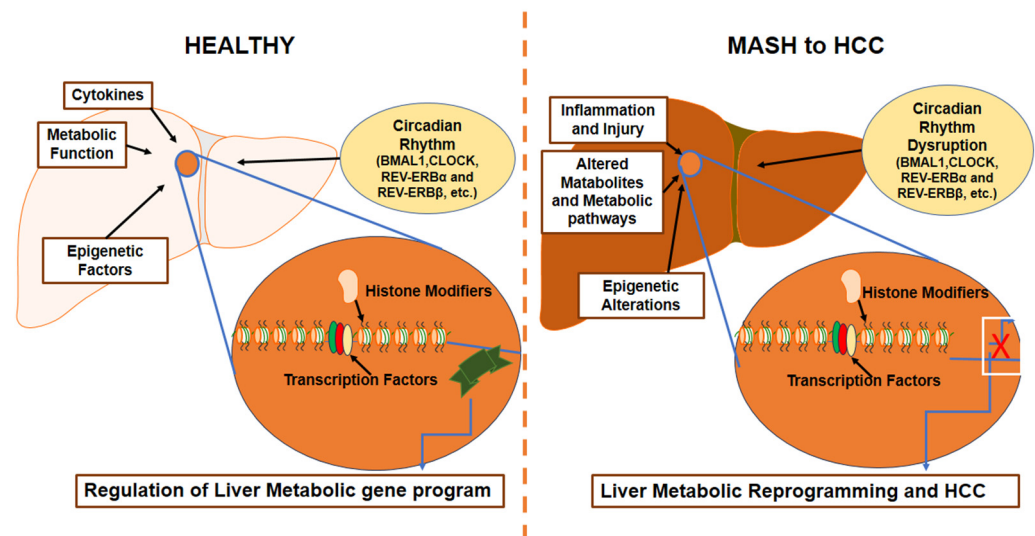 HEALTHY
Cytokines
Metabolic
Function
Epigenetic
Factors
Circadian
Rhythm
(BMAL1,CLOCK,
REV-ERBα and
REV-ERBβ, etc.)
Histone Modifiers
Transcription Factors
Regulation of Liver Metabolic gene program
MASH to HCC
Inflammation
and Injury
Altered
Matabolites
and Metabolic
pathways
Epigenetic
Alterations
Circadian
Rhythm
Dysruption
(BMAL1,CLOCK,
REV-ERBα and
REV-ERBβ, etc.)
Histone Modifiers
Transcription Factors
X
Liver Metabolic Reprogramming and HCC